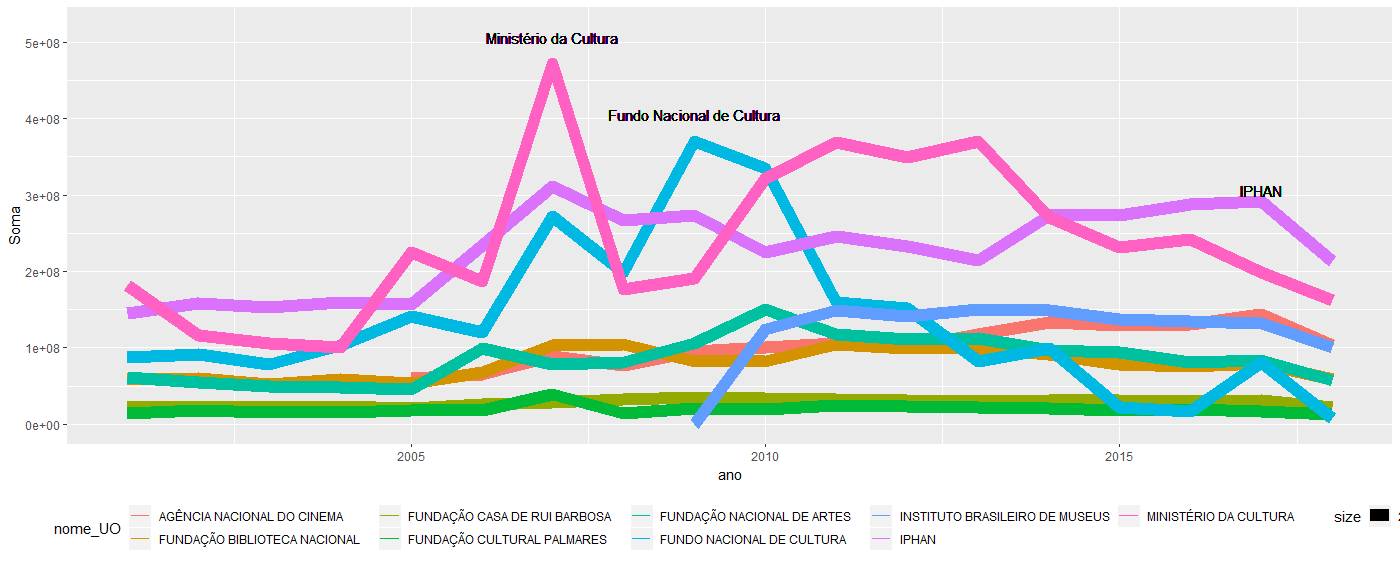 Ministério da Cultura
5e+08
Fundo Nacional de Cultura
4e+08
IPHAN
3e+08
Soma
2e+08
1e+08
0e+00
2005 2010 2015
ano
nome_UO
AGÊNCIA NACIONAL DO CINEMA FUNDAÇÃO CASA DE RUI BARBOSA FUNDAÇÃO NACIONAL DE ARTES INSTITUTO BRASILEIRO DE MUSEUS MINISTÉRIO DA CULTURA size
FUNDAÇÃO BIBLIOTECA NACIONAL FUNDAÇÃO CULTURAL PALMARES FUNDO NACIONAL DE CULTURA IPHAN